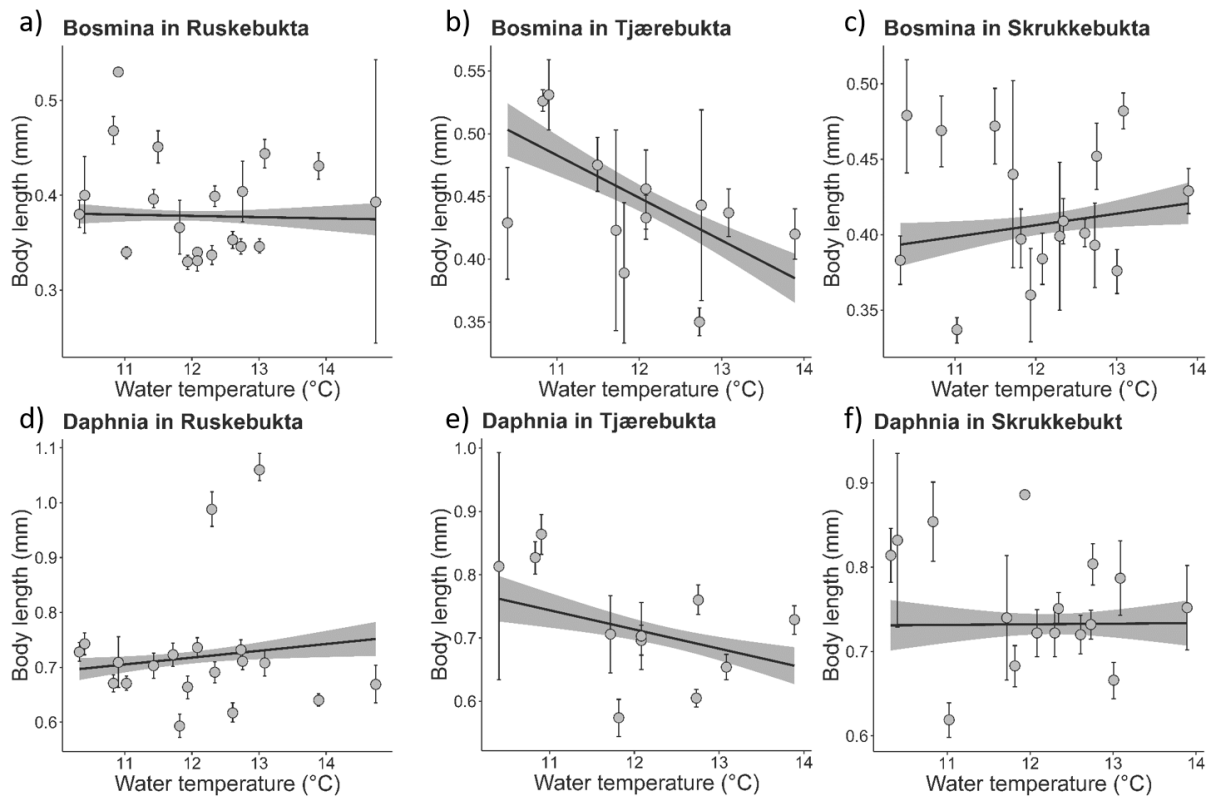 a) Bosmina in Ruskebukta
Body length (mm)
0.5
0.4
0.3
11 12 13 14
Water temperature (°C)
b) Bosmina in Tjærebukta
Body length (mm)
0.55
0.50
0.45
0.40
0.35
11 12 13 14
Water temperature (°C)
c) Bosmina in Skrukkebukta
Body length (mm)
0.50
0.45
0.40
0.35
11 12 13 14
Water temperature (°C)
d) Daphnia in Ruskebukta
Body length (mm)
1.1
1.0
0.9
0.8
0.7
0.6
11 12 13 14
Water temperature (°C)
e) Daphnia in Tjærebukta
Body length (mm)
1.0
0.9
0.8
0.7
0.6
11 12 13 14
Water temperature (°C)
f) Daphnia in Skrukkebukt
Body length (mm)
0.9
0.8
0.7
0.6
11 12 13 14
Water temperature (°C)